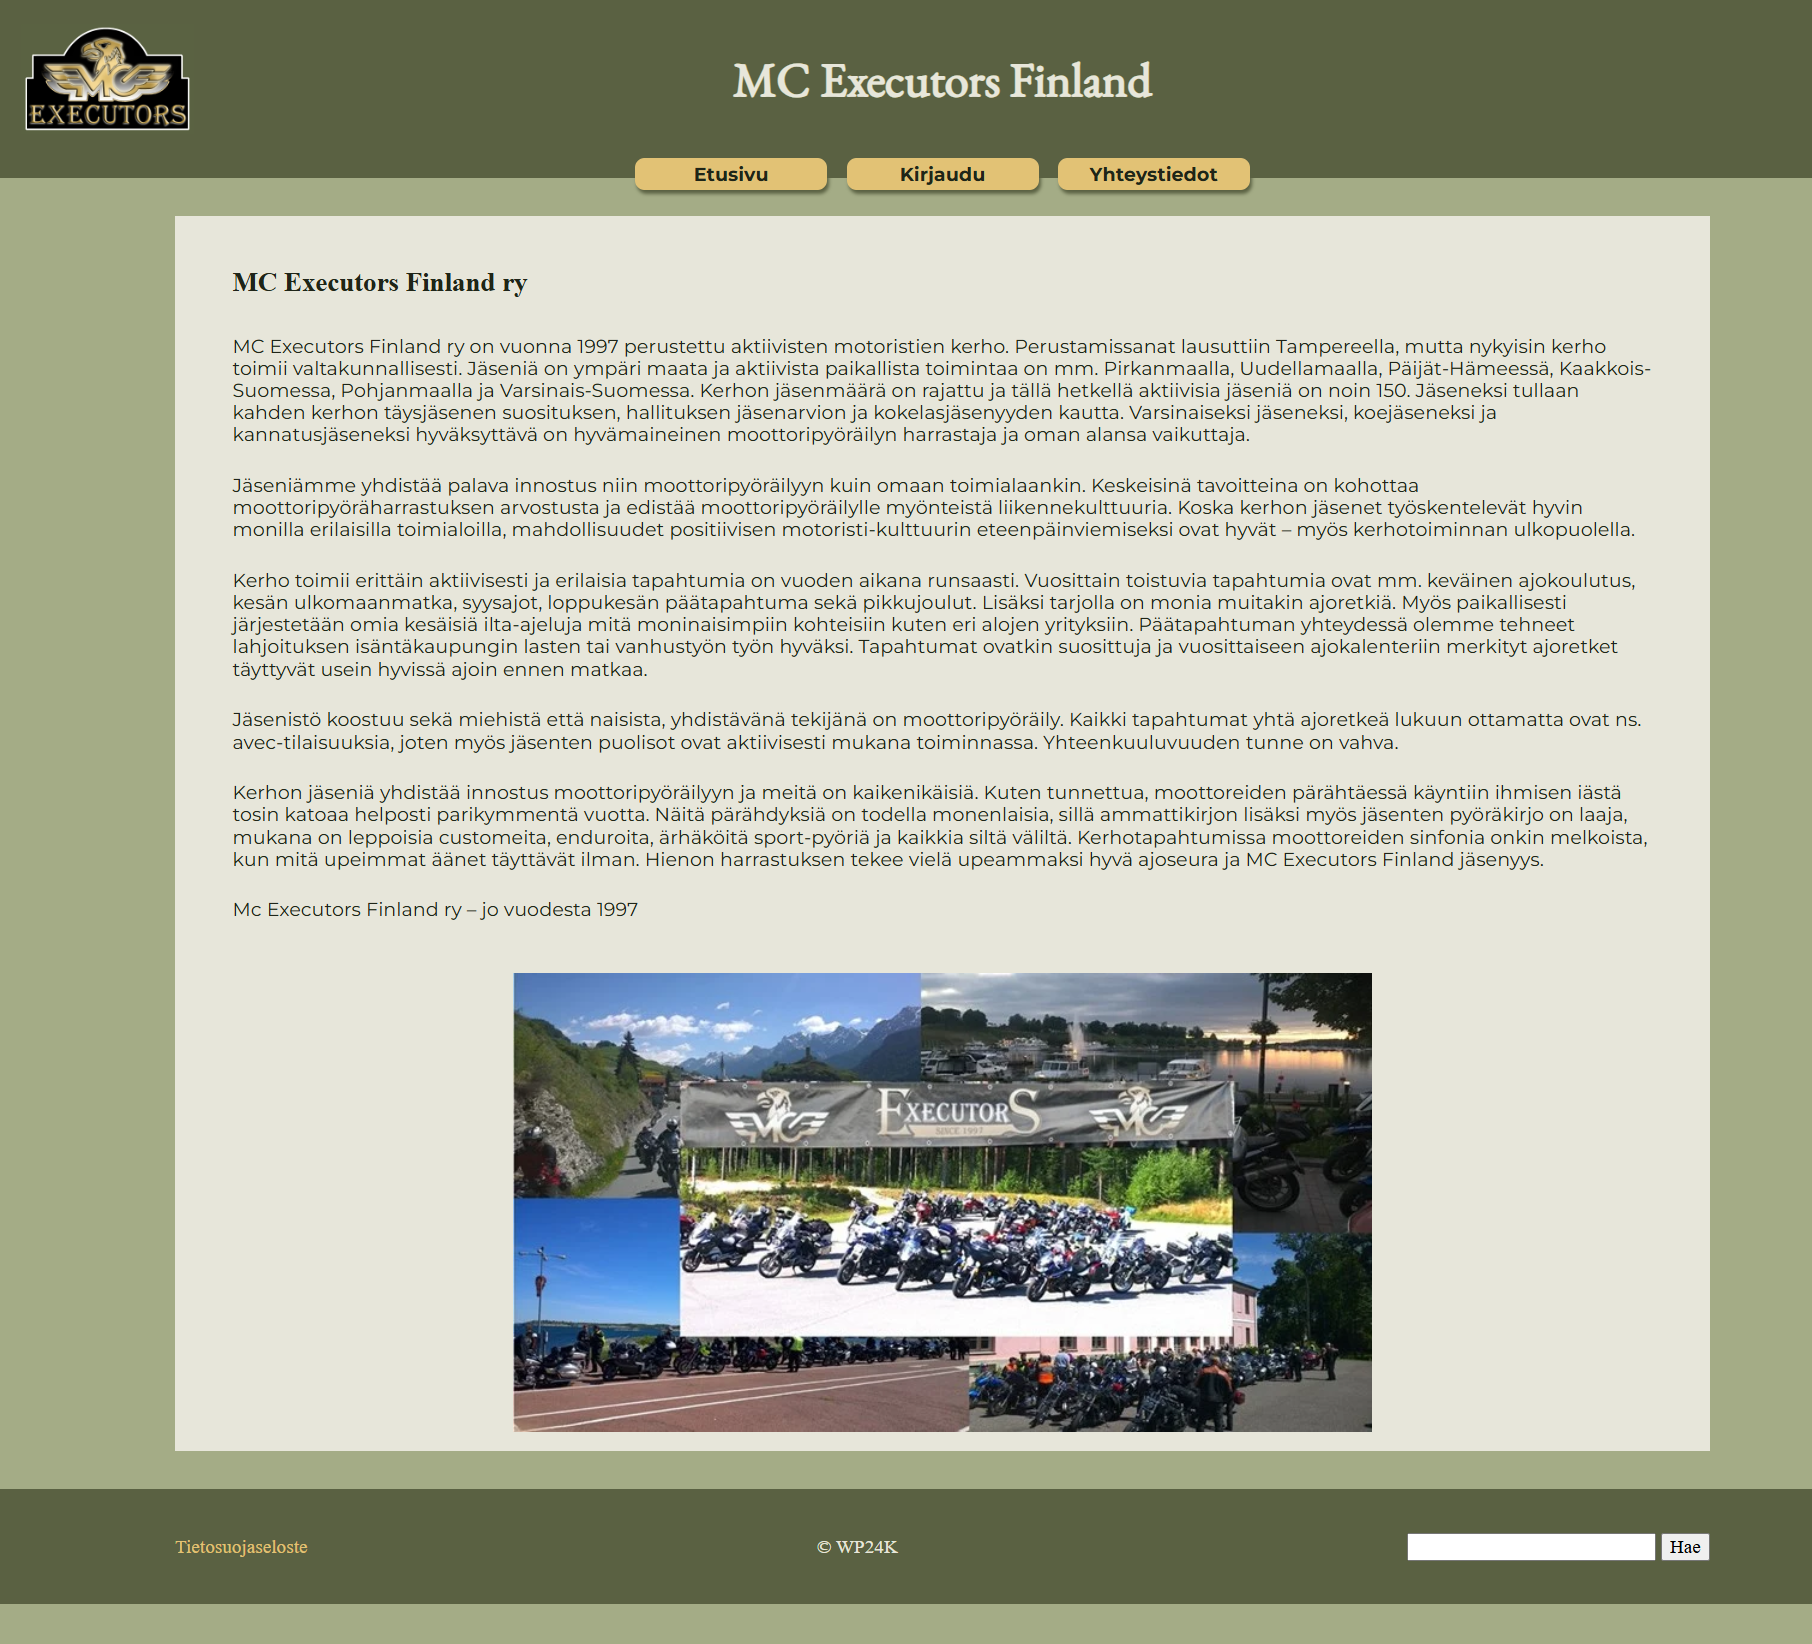 MC
EXECUTORS
MC Executors Finland
Etusivu
Kirjaudu
Yhteystiedot
MC Executors Finland ry
MC Executors Finland ry on vuonna 1997 perustettu aktiivisten motoristien kerho. Perustamissanat lausuttiin Tampereella, mutta nykyisin kerho
toimii valtakunnallisesti. Jäseniä on ympäri maata ja aktiivista paikallista toimintaa on mm. Pirkanmaalla, Uudellamaalla, Päijät-Hämeessä, Kaakkois-
Suomessa, Pohjanmaalla ja Varsinais-Suomessa. Kerhon jäsenmäärä on rajattu ja tällä hetkellä aktiivisia jäseniä on noin 150. Jäseneksi tullaan
kahden kerhon täysjäsenen suosituksen, hallituksen jäsenarvion ja kokelasjäsenyyden kautta. Varsinaiseksi jäseneksi, koejäseneksi ja
kannatusjäseneksi hyväksyttävä on hyvämaineinen moottoripyöräilyn harrastaja ja oman alansa vaikuttaja.
Jäseniämme yhdistää palava innostus niin moottoripyöräilyyn kuin omaan toimialaankin. Keskeisinä tavoitteina on kohottaa
moottoripyöräharrastuksen arvostusta ja edistää moottoripyöräilylle myönteistä liikennekulttuuria. Koska kerhon jäsenet työskentelevät hyvin
monilla erilaisilla toimialoilla, mahdollisuudet positiivisen motoristi-kulttuurin eteenpäinviemiseksi ovat hyvät – myös kerhotoiminnan ulkopuolella.
Kerho toimii erittäin aktiivisesti ja erilaisia tapahtumia on vuoden aikana runsaasti. Vuosittain toistuvia tapahtumia ovat mm. keväinen ajokoulutus,
kesän ulkomaanmatka, syysajot, loppukesän päätapahtuma sekä pikkujoulut. Lisäksi tarjolla on monia muitakin ajoretkiä. Myös paikallisesti
järjestetään omia kesäisiä ilta-ajeluja mitä moninaisimpiin kohteisiin kuten eri alojen yrityksiin. Päätapahtuman yhteydessä olemme tehneet
lahjoituksen isäntäkaupungin lasten tai vanhustyön työn hyväksi. Tapahtumat ovatkin suosittuja ja vuosittaiseen ajokalenteriin merkityt ajoretket
täyttyvät usein hyvissä ajoin ennen matkaa.
Jäsenistö koostuu sekä miehistä että naisista, yhdistävänä tekijänä on moottoripyöräily. Kaikki tapahtumat yhtä ajoretkeä lukuun ottamatta ovat ns.
avec-tilaisuuksia, joten myös jäsenten puolisot ovat aktiivisesti mukana toiminnassa. Yhteenkuuluvuuden tunne on vahva.
Kerhon jäseniä yhdistää innostus moottoripyöräilyyn ja meitä on kaikenikäisiä. Kuten tunnettua, moottoreiden pärähtäessä käyntiin ihmisen iästä
tosin katoaa helposti parikymmentä vuotta. Näitä pärähdyksiä on todella monenlaisia, sillä ammattikirjon lisäksi myös jäsenten pyöräkirjo on laaja,
mukana on leppoisia customeita, enduroita, ärhäköitä sport-pyöriä ja kaikkia siltä väliltä. Kerhotapahtumissa moottoreiden sinfonia onkin melkoista,
kun mitä upeimmat äänet täyttävät ilman. Hienon harrastuksen tekee vielä upeammaksi hyvä ajoseura ja MC Executors Finland jäsenyys.
Mc Executors Finland ry – jo vuodesta 1997
MC EXECUTORS MC
SINCE 1997
Tietosuojaseloste
© WP24K
Hae